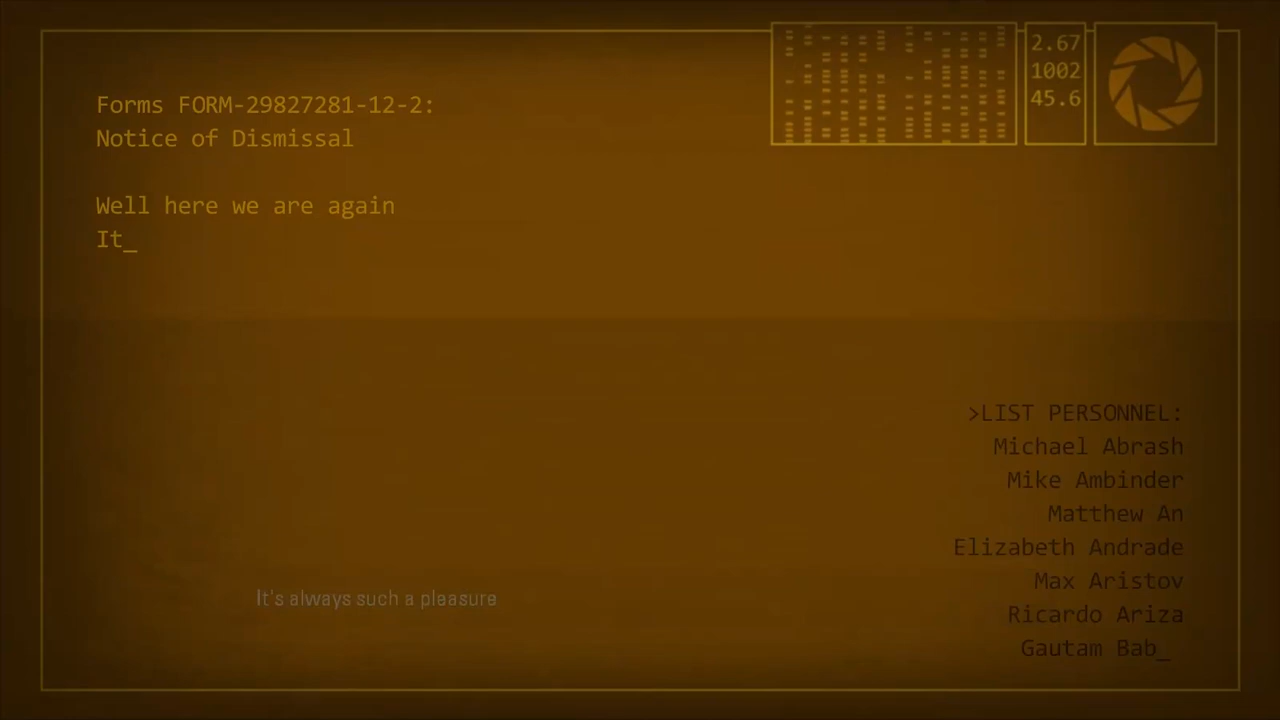 Forms FORM-29827281-12-2:
Notice of Dismissal
Well here we are again
It_
2.67
1002
45.6
>LIST PERSONNEL:
Michael Abrash
Mike Ambinder
Matthew An
Elizabeth Andrade
Max Aristov
Ricardo Ariza
Gautam Bab_
It's always such a pleasure